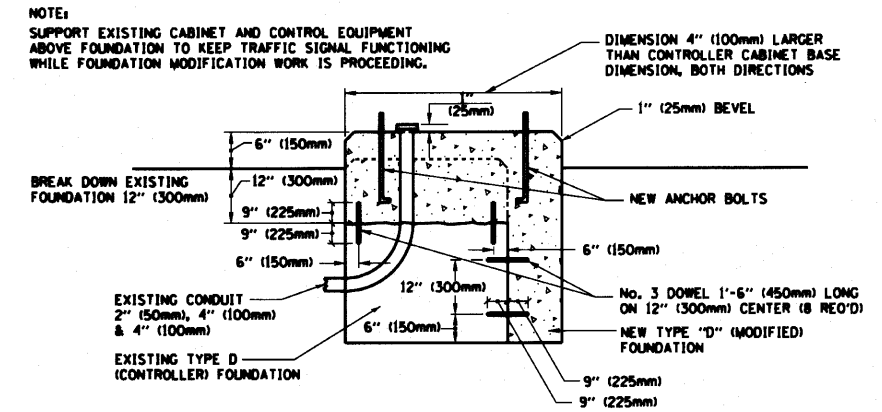 NOTE:
SUPPORT EXISTING CABINET AND CONTROL EQUIPMENT
ABOVE FOUNDATION TO KEEP TRAFFIC SIGNAL FUNCTIONING
WHILE FOUNDATION MODIFICATION WORK IS PROCEEDING.
DIMENSION 4" (100mm) LARGER
THAN CONTROLLER CABINET BASE
DIMENSION, BOTH DIRECTIONS
1"
(25mm)
1" (25mm) BEVEL
6" (150mm)
BREAK DOWN EXISTING
FOUNDATION 12" (300mm)
12" (300mm)
NEW ANCHOR BOLTS
9" (225mm)
9" (225mm)
6" (150mm)
6" (150mm)
12" (300mm)
No. 3 DOWEL 1'-6" (450mm) LONG
ON 12" (300mm) CENTER (8 REQ'D)
EXISTING CONDUIT
2" (50mm), 4" (100mm)
& 4" (100mm)
6" (150mm)
NEW TYPE "D" (MODIFIED)
FOUNDATION
EXISTING TYPE D
(CONTROLLER) FOUNDATION
9" (225mm)
9" (225mm)